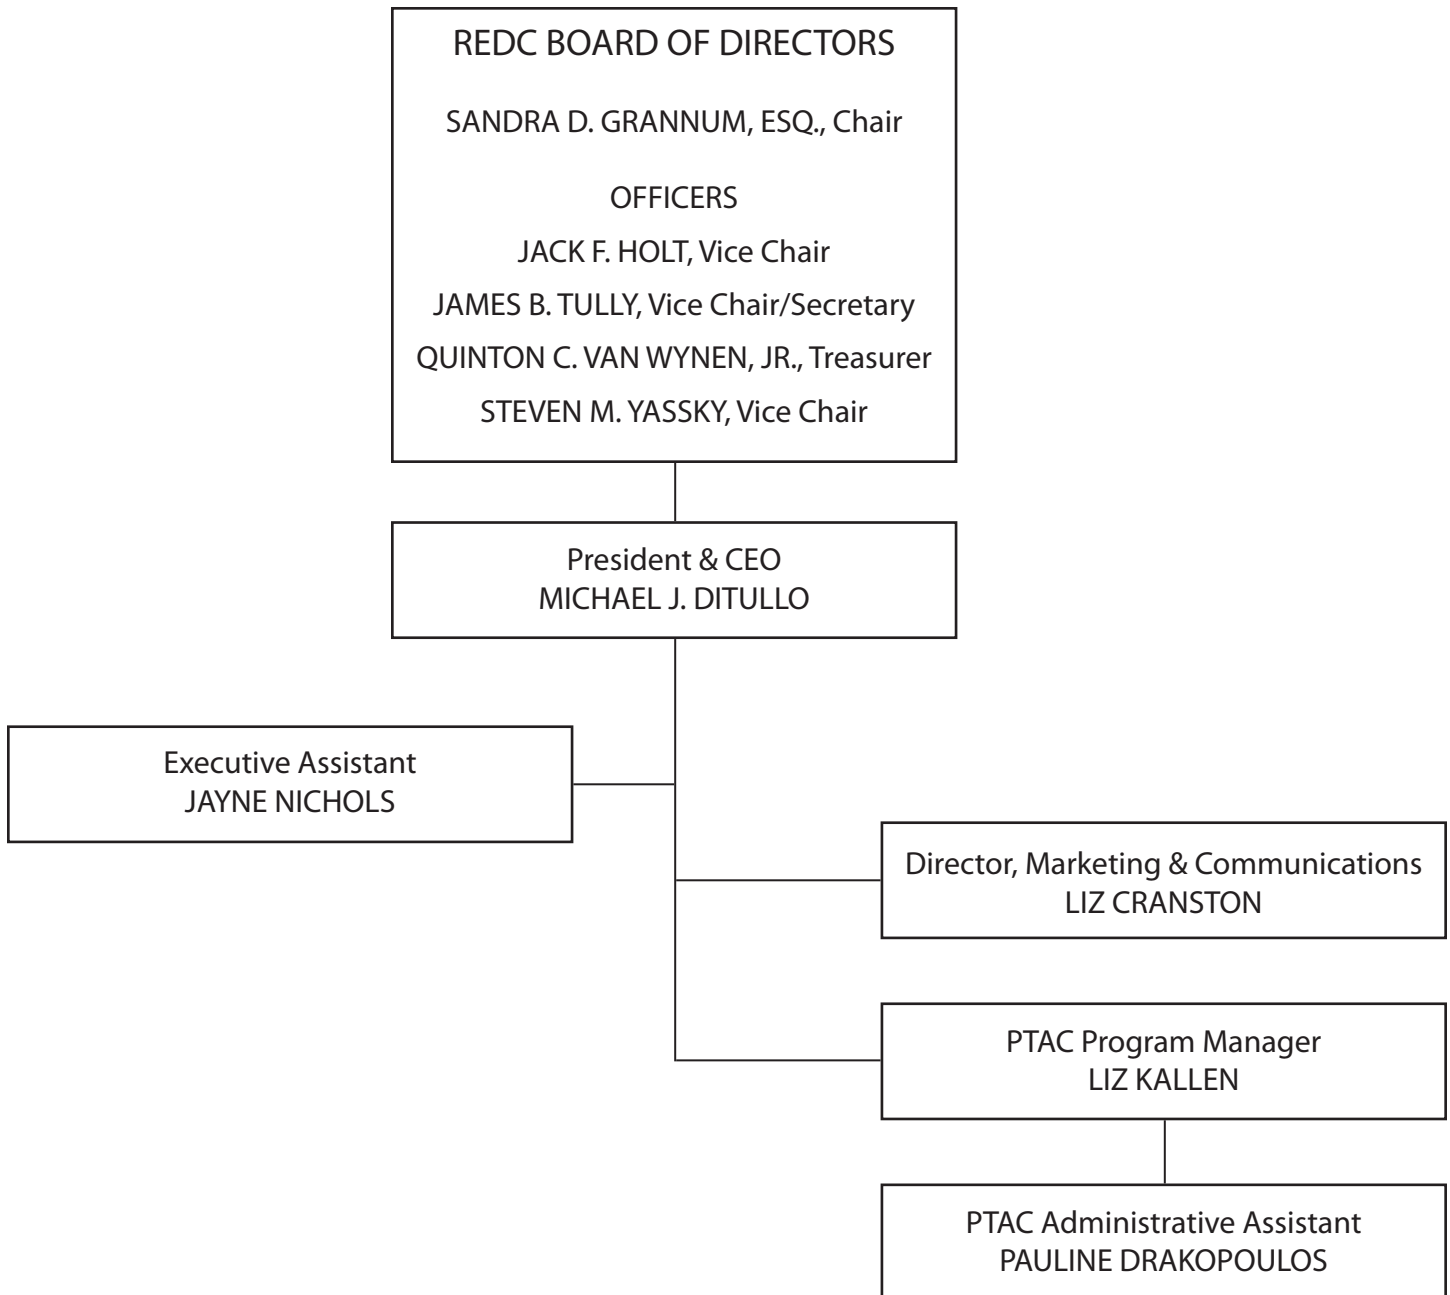 REDC BOARD OF DIRECTORS
SANDRA D. GRANNUM, ESQ., Chair
OFFICERS
JACK F. HOLT, Vice Chair
JAMES B. TULLY, Vice Chair/Secretary
QUINTON C. VAN WYNEN, JR., Treasurer
STEVEN M. YASSKY, Vice Chair
President & CEO
MICHAEL J. DITULLO
Executive Assistant
JAYNE NICHOLS
Director, Marketing & Communications
LIZ CRANSTON
PTAC Program Manager
LIZ KALLEN
PTAC Administrative Assistant
PAULINE DRAKOPOULOS